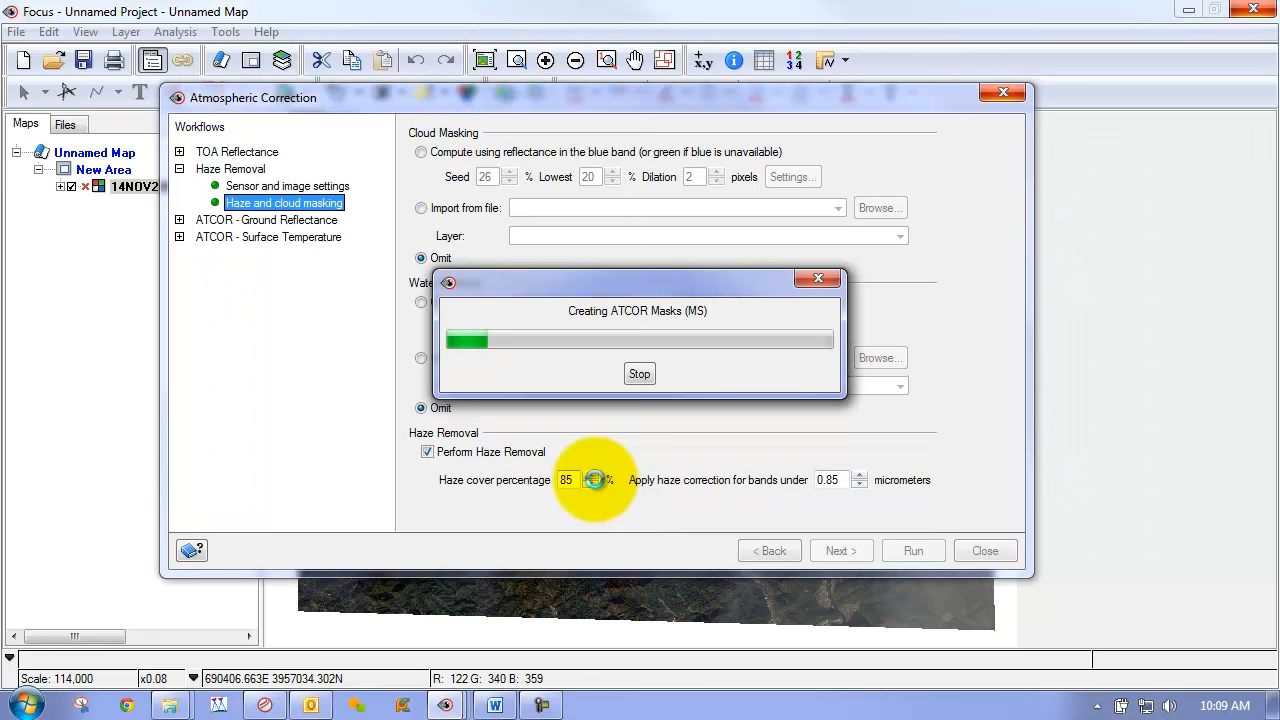 Focus - Unnamed Project - Unnamed Map
File Edit View Layer Analysis Tools Help
Atmospheric Correction
Maps Files
Unnamed Map
New Area
14NOV2
Workflows
TOA Reflectance
Haze Removal
Sensor and image settings
Haze and cloud masking
ATCOR - Ground Reflectance
ATCOR - Surface Temperature
Cloud Masking
Compute using reflectance in the blue band (or green if blue is unavailable)
Seed 26 % Lowest 20 % Dilation 2 pixels Settings...
Import from file: Browse...
Layer:
Omit
Wate
Creating ATCOR Masks (MS)
Stop
Browse...
Omit
Haze Removal
Perform Haze Removal
Haze cover percentage 85 % Apply haze correction for bands under 0.85 micrometers
< Back Next > Run Close
Scale: 114,000 x0.08 690406.663E 3957034.302N R: 122 G: 340 B: 359
10:09 AM